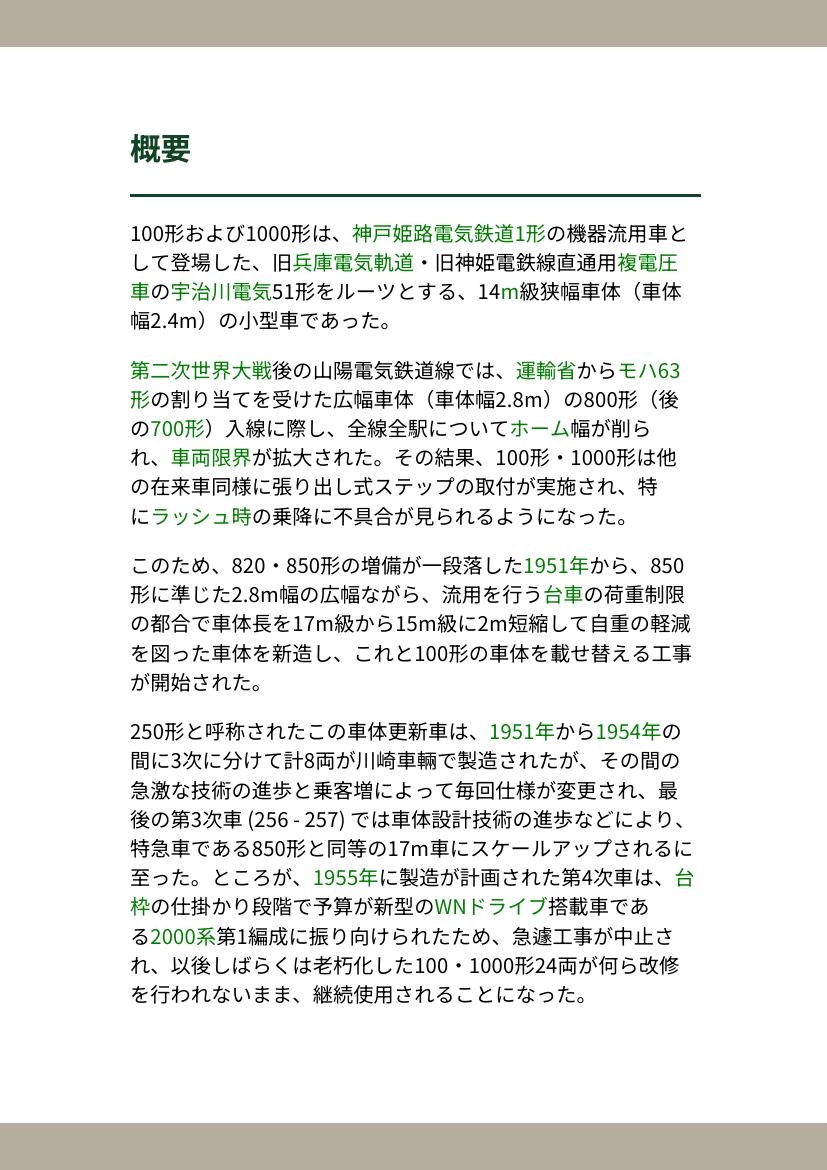 概要
100形および1000形は、神戸姫路電気鉄道1形の機器流用車と
して登場した、旧兵庫電気軌道・旧神姫電鉄線直通用複電圧
車の宇治川電気51形をルーツとする、14m級狭幅車体（車体
幅2.4m）の小型車であった。
第二次世界大戦後の山陽電気鉄道線では、運輸省からモハ63
形の割り当てを受けた広幅車体（車体幅2.8m）の800形（後
の700形）入線に際し、全線全駅についてホーム幅が削ら
れ、車両限界が拡大された。その結果、100形・1000形は他
の在来車同様に張り出し式ステップの取付が実施され、特
にラッシュ時の乗降に不具合が見られるようになった。
このため、820・850形の増備が一段落した1951年から、850
形に準じた2.8m幅の広幅ながら、流用を行う台車の荷重制限
の都合で車体長を17m級から15m級に2m短縮して自重の軽減
を図った車体を新造し、これと100形の車体を載せ替える工事
が開始された。
250形と呼称されたこの車体更新車は、1951年から1954年の
間に3次に分けて計8両が川崎車輛で製造されたが、その間の
急激な技術の進歩と乗客増によって毎回仕様が変更され、最
後の第3次車 (256 - 257) では車体設計技術の進歩などにより、
特急車である850形と同等の17m車にスケールアップされるに
至った。ところが、1955年に製造が計画された第4次車は、台
枠の仕掛かり段階で予算が新型のWNドライブ搭載車であ
る2000系第1編成に振り向けられたため、急遽工事が中止さ
れ、以後しばらくは老朽化した100・1000形24両が何ら改修
を行われないまま、継続使用されることになった。